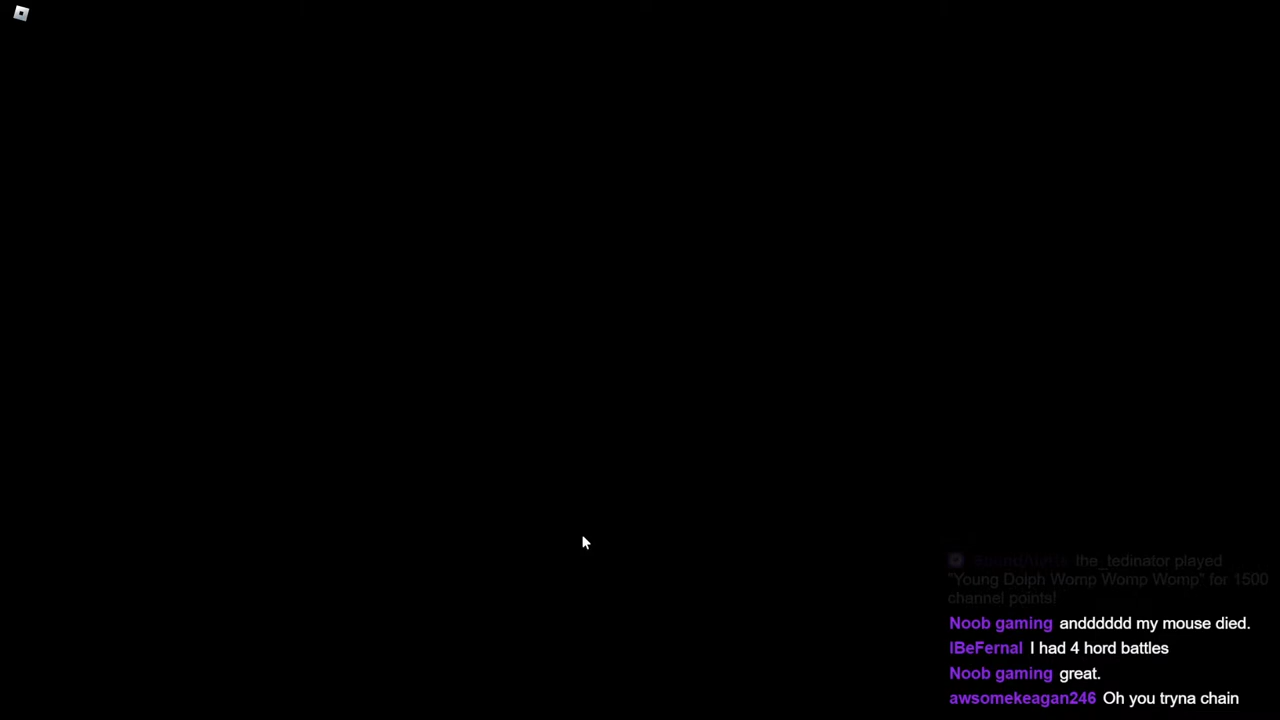 the_tedinator played
"Young Dolph Womp Womp Womp" for 1500
channel points!
Noob gaming andddddd my mouse died.
IBeFernal I had 4 hord battles
Noob gaming great.
awsomekeagan246 Oh you tryna chain